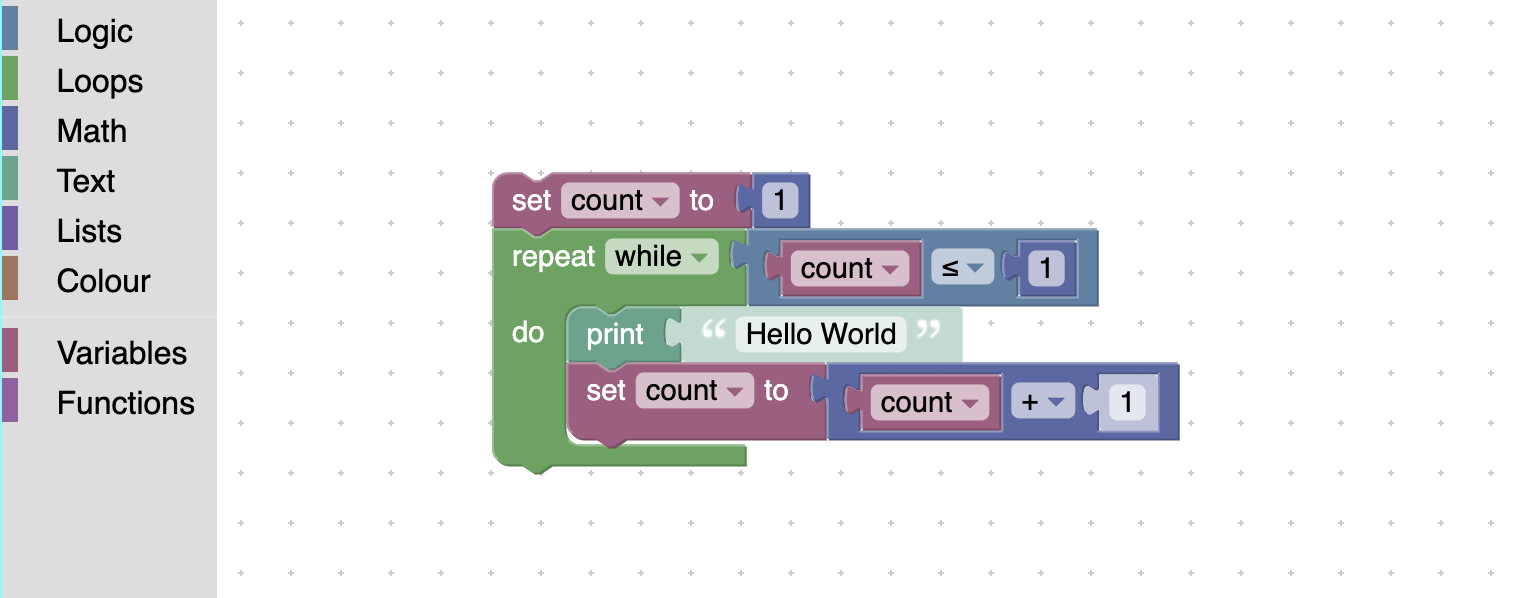 Logic
Loops
Math
Text
Lists
Colour
Variables
Functions
set count to 1
repeat while count ≤ 1
do print “ Hello World ”
set count to count + 1